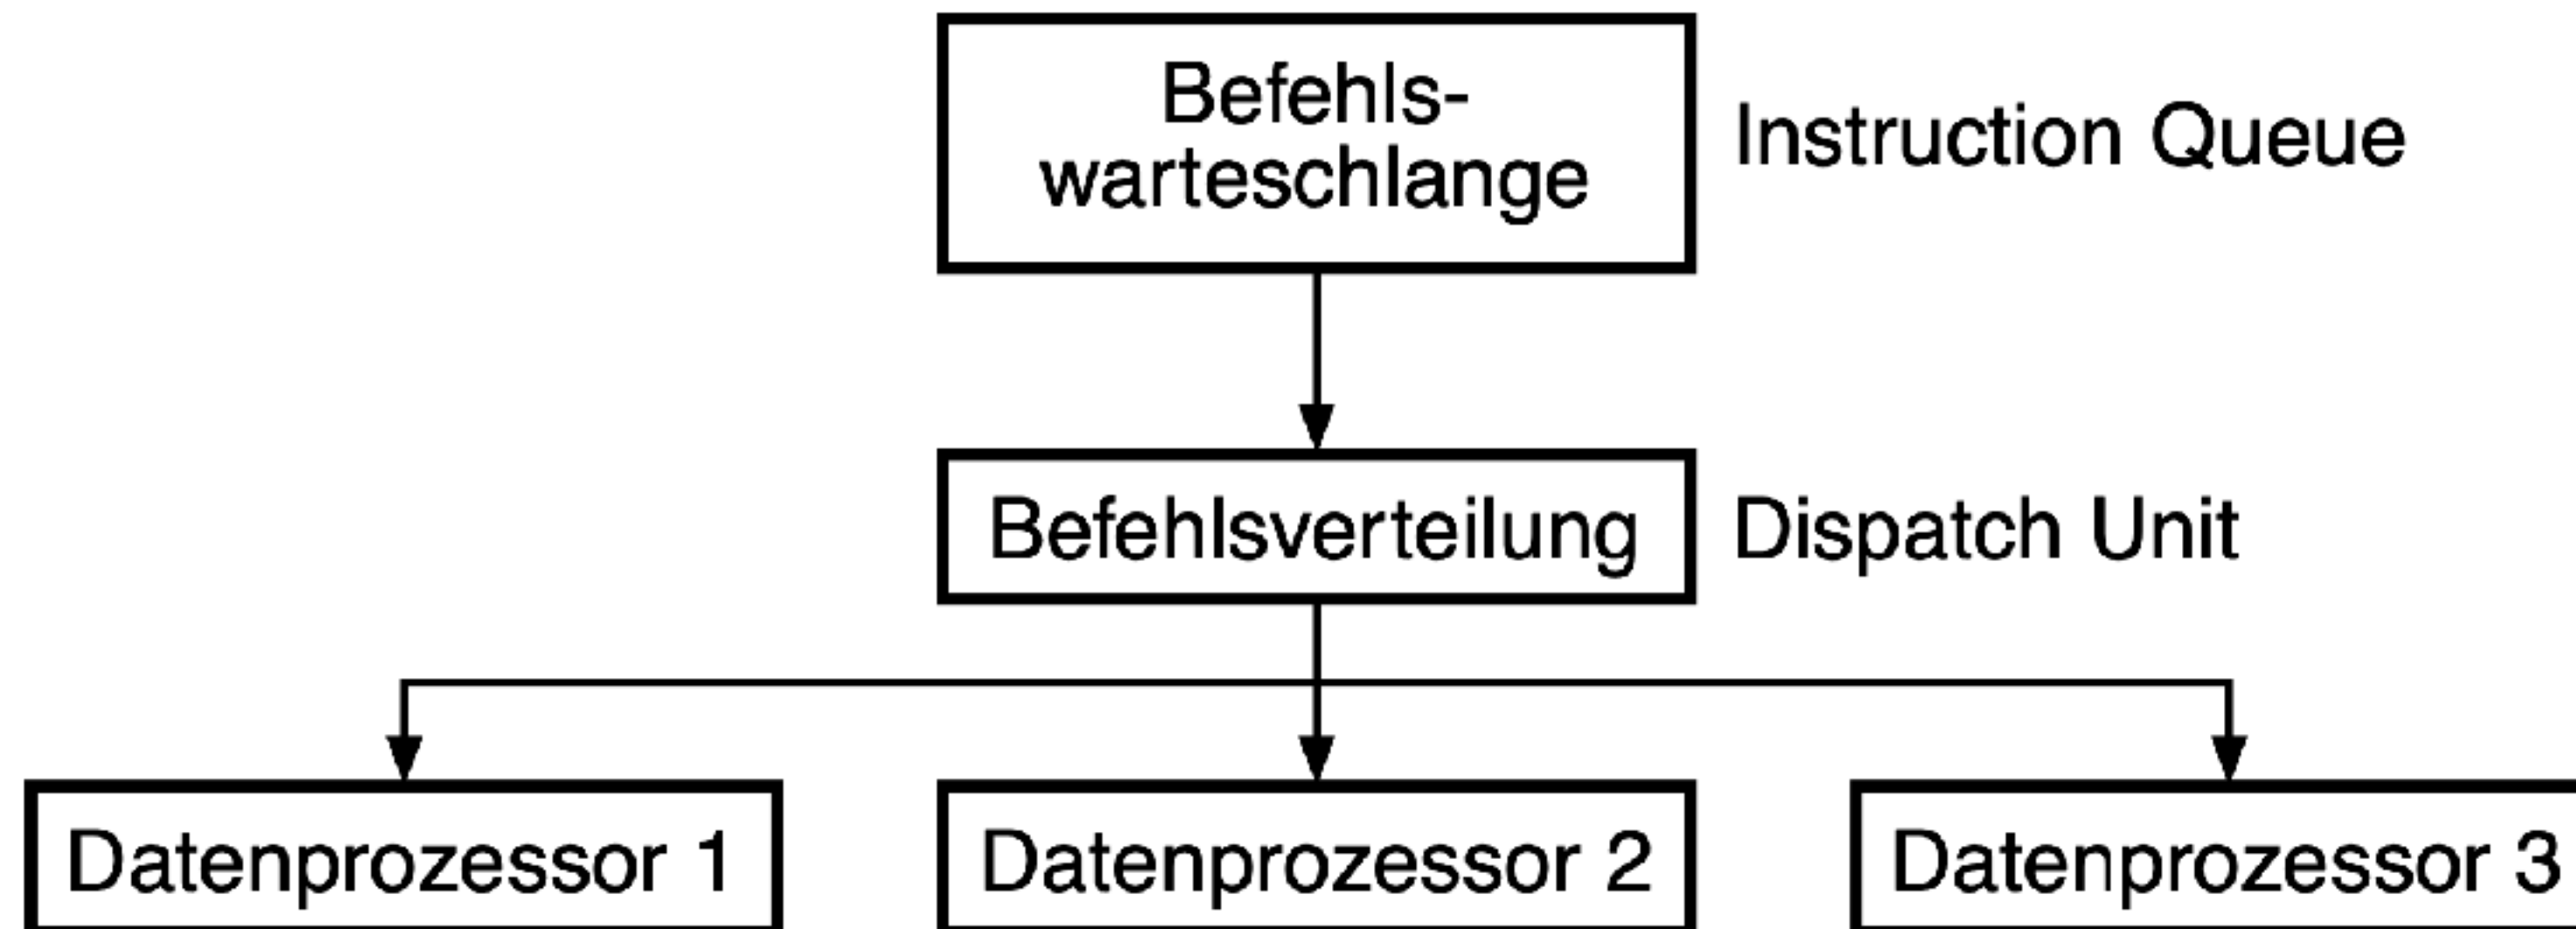 Befehls-
warteschlange
Instruction Queue
Befehlsverteilung
Dispatch Unit
Datenprozessor 1
Datenprozessor 2
Datenprozessor 3